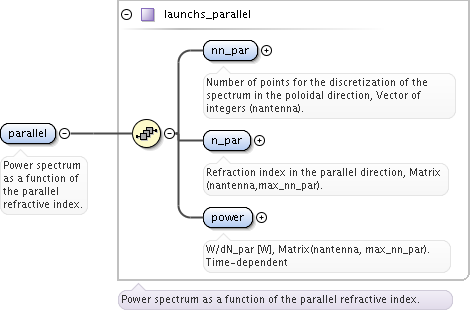 launchs_parallel
nn_par
Number of points for the discretization of the
spectrum in the poloidal direction, Vector of
integers (nantenna).
parallel
Power spectrum
as a function of
the parallel
refractive index.
n_par
Refraction index in the parallel direction, Matrix
(nantenna,max_nn_par).
power
W/dN_par [W], Matrix(nantenna, max_nn_par).
Time-dependent
Power spectrum as a function of the parallel refractive index.